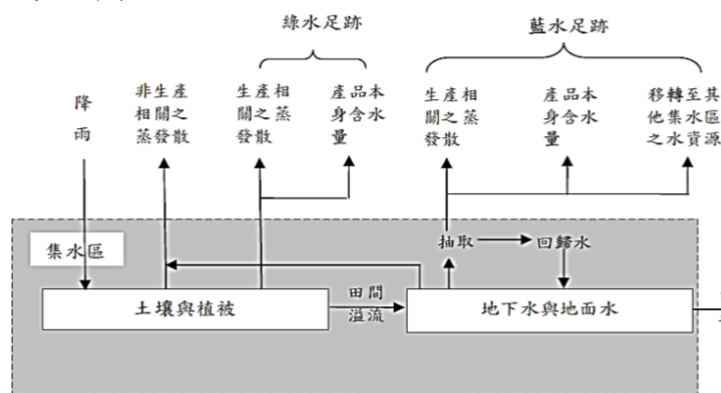 綠水足跡
藍水足跡
降
雨
非生產
相關之
蒸發散
生產相
關之蒸
發散
產品本
身含水
量
生產相
關之蒸
發散
產品本
身含水
量
移轉至其
他集水區
之水資源
集水區
抽取
回歸水
土壤與植被
田間
溢流
地下水與地面水